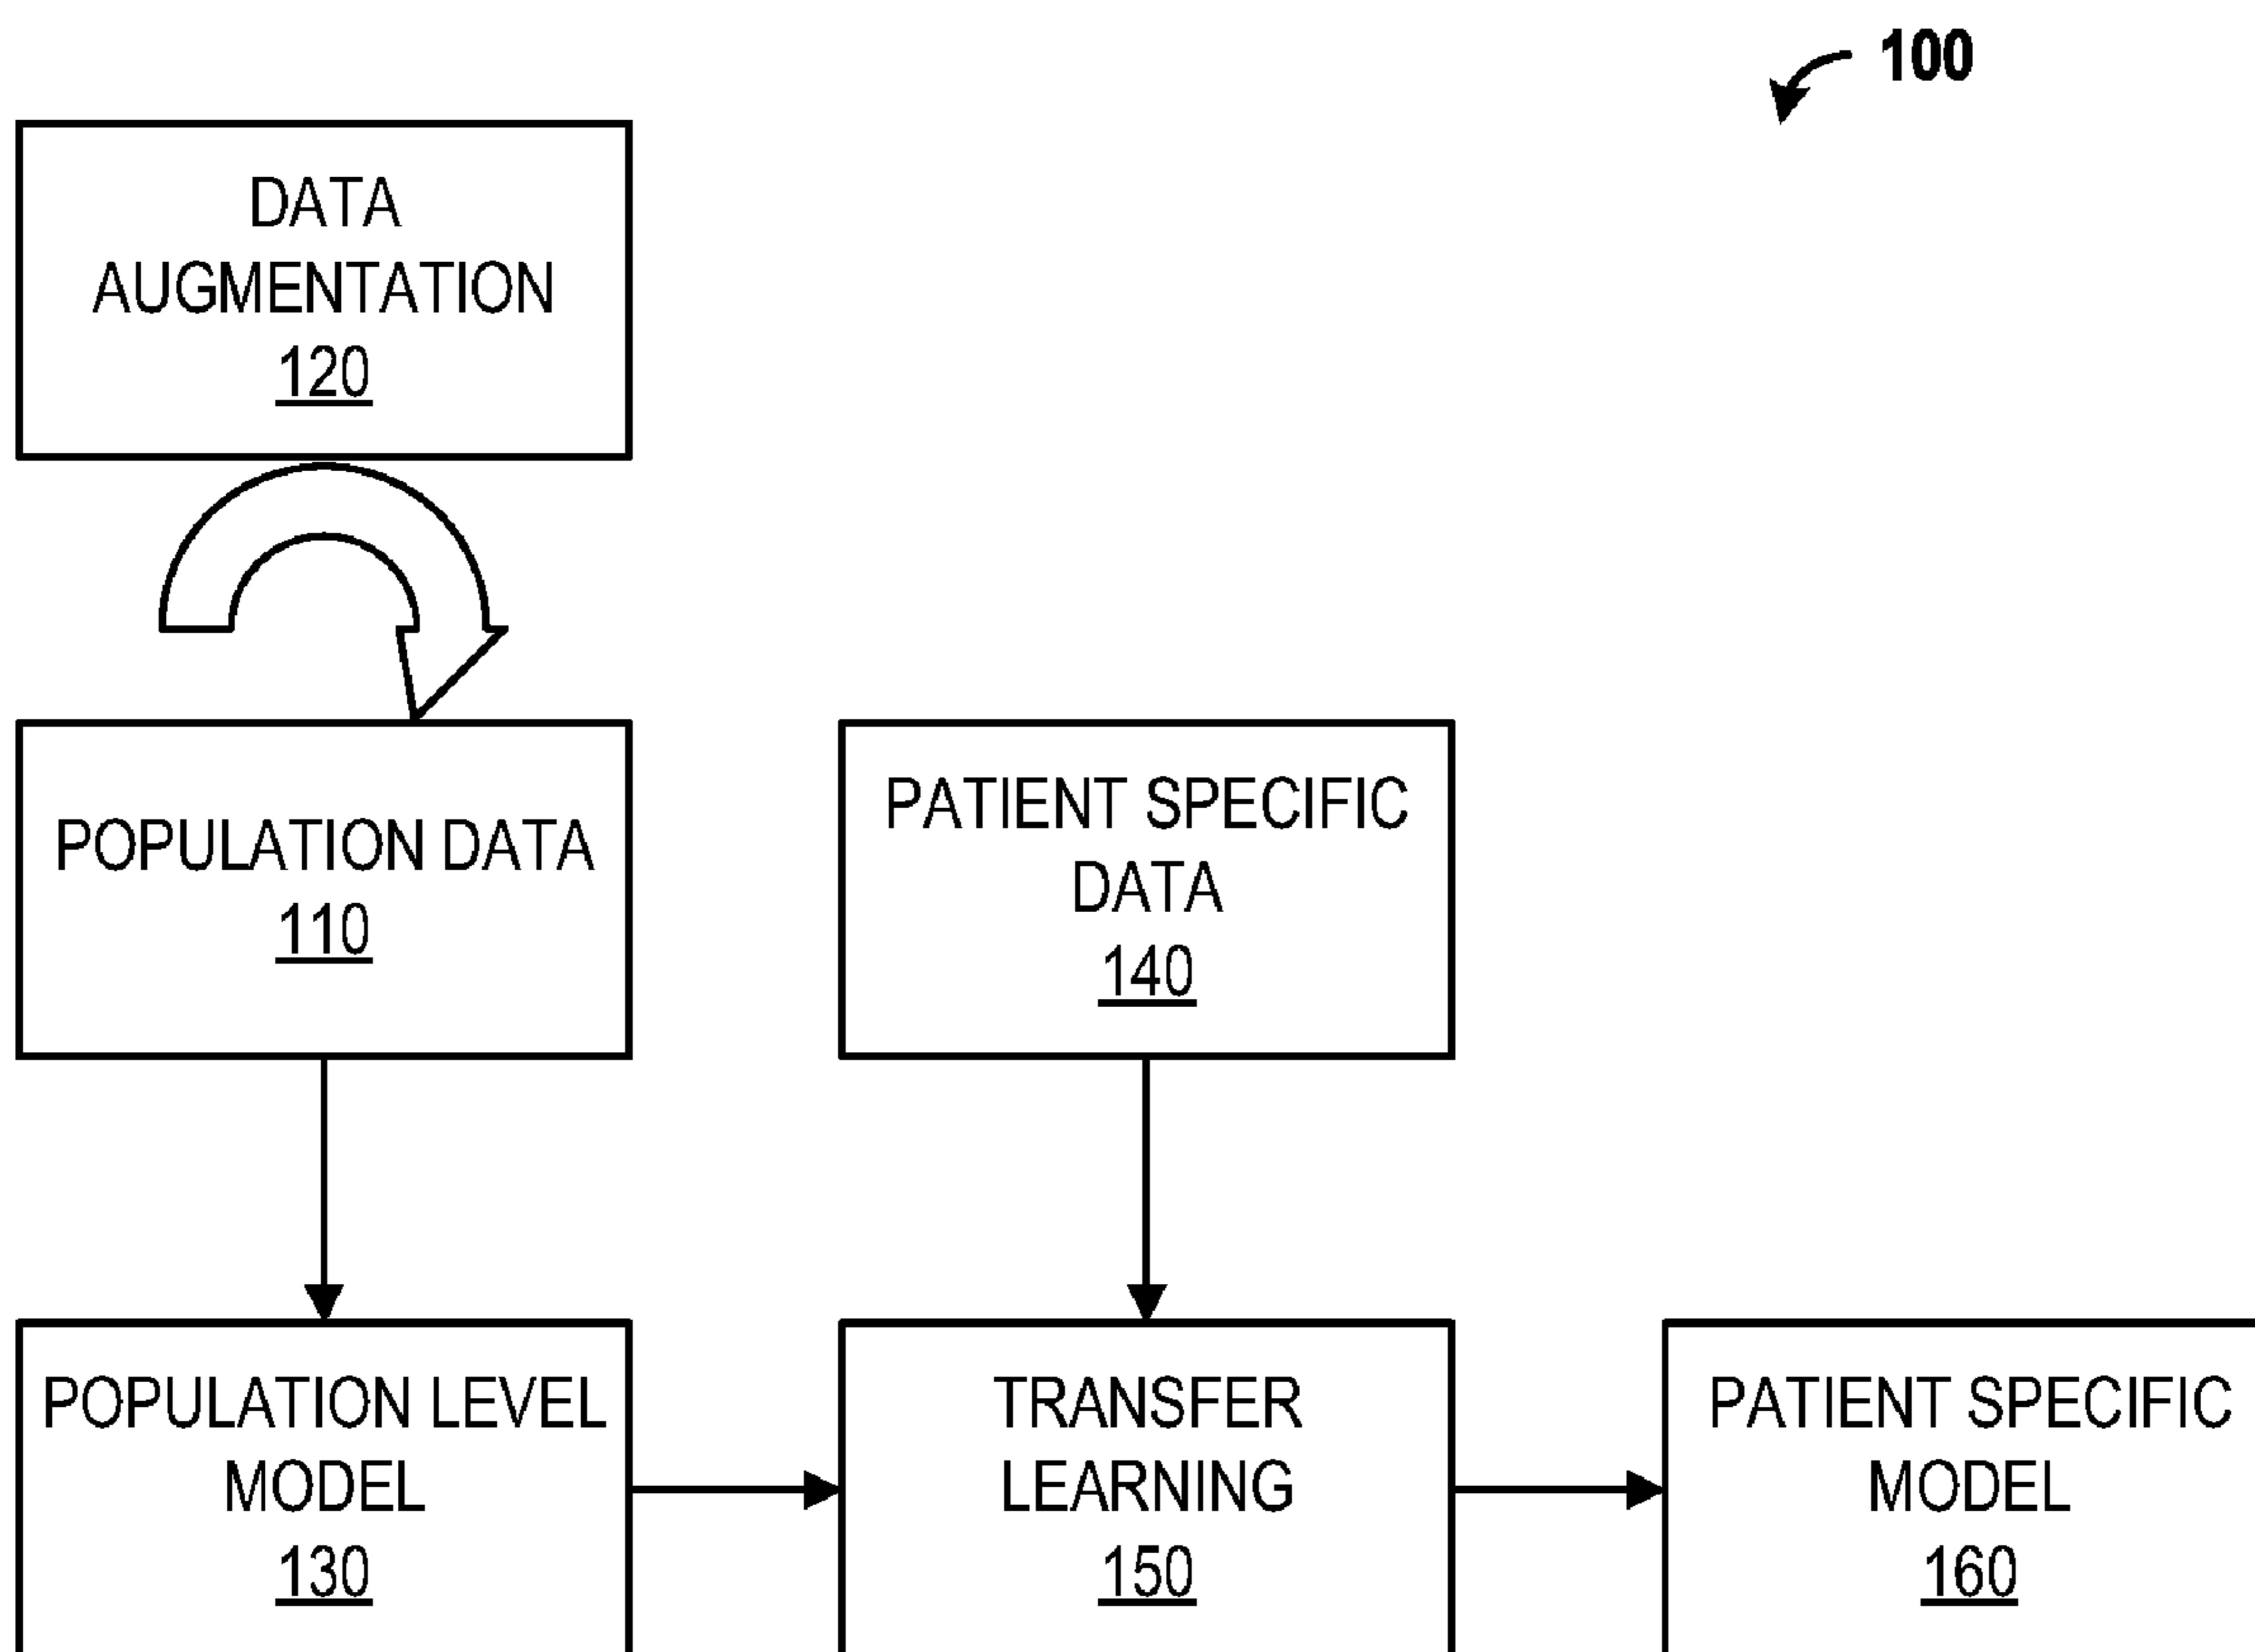 100
DATA
AUGMENTATION
120
POPULATION DATA
110
PATIENT SPECIFIC
DATA
140
POPULATION LEVEL
MODEL
130
TRANSFER
LEARNING
150
PATIENT SPECIFIC
MODEL
160